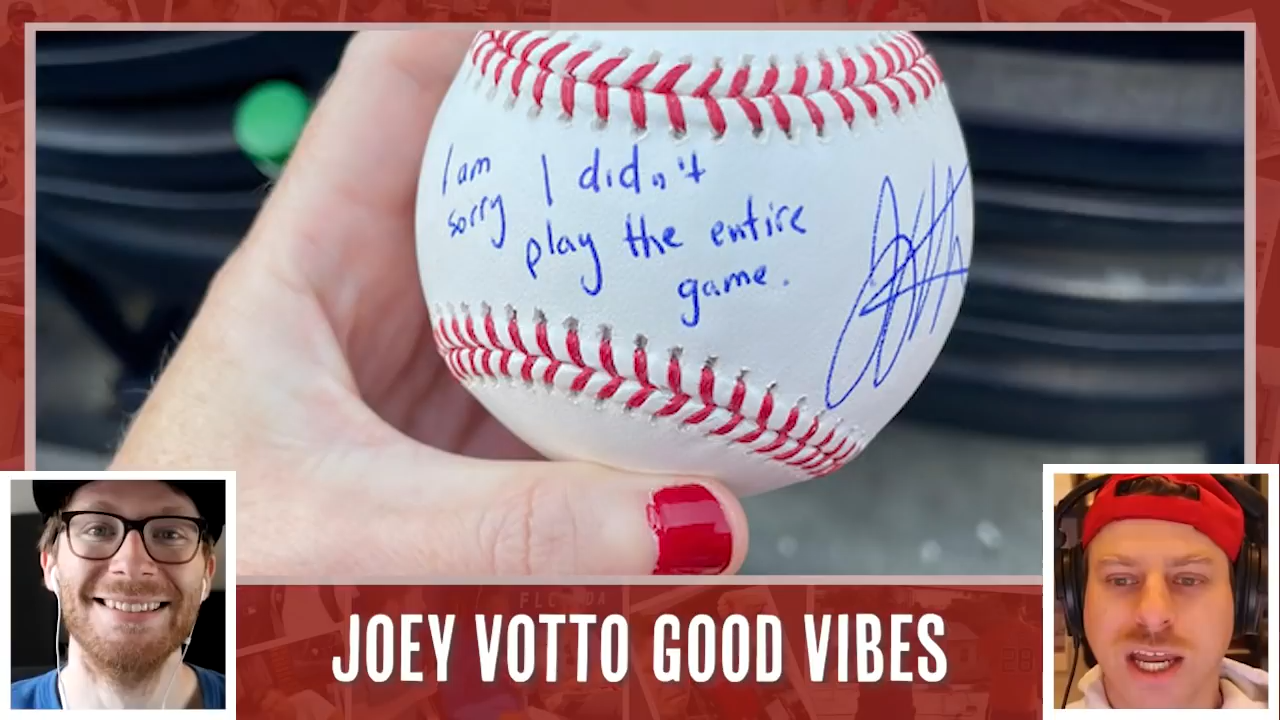 I am
sorry
I didn't
play the entire
game.
JOEY VOTTO GOOD VIBES